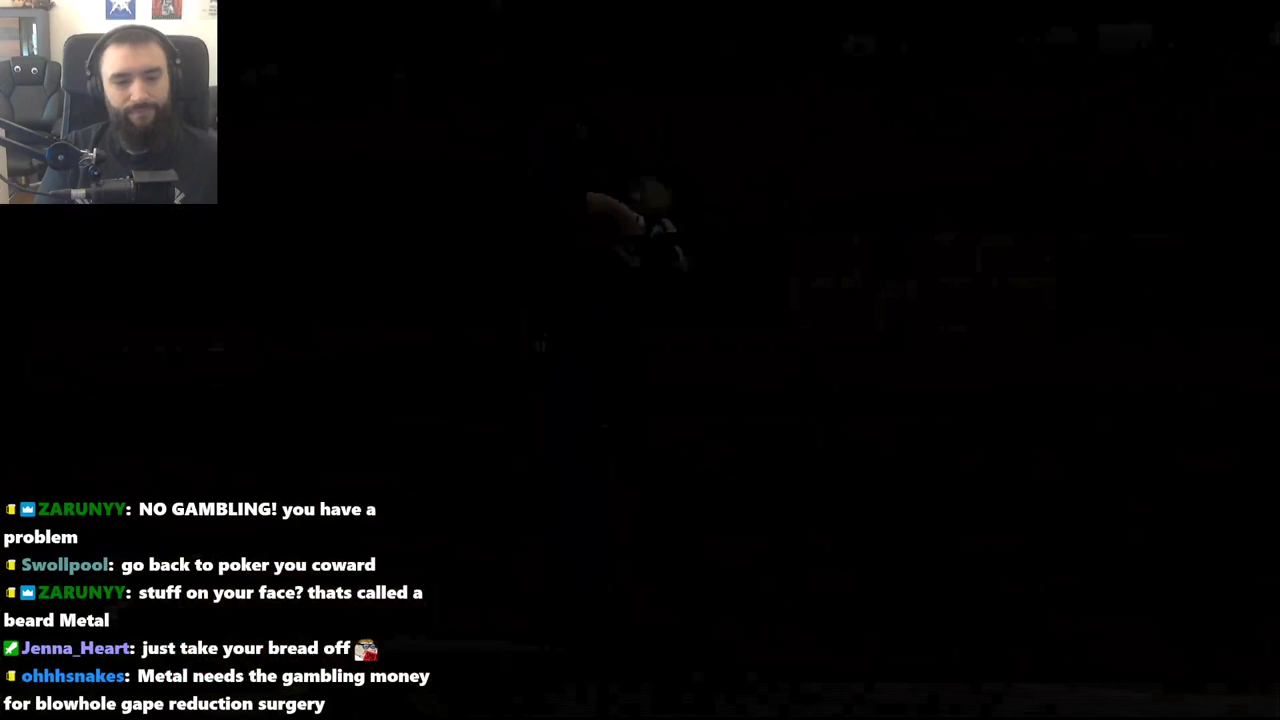 ZARUNYY: NO GAMBLING! you have a
problem
Swollpool: go back to poker you coward
ZARUNYY: stuff on your face? thats called a
beard Metal
Jenna_Heart: just take your bread off
ohhhsnakes: Metal needs the gambling money
for blowhole gape reduction surgery